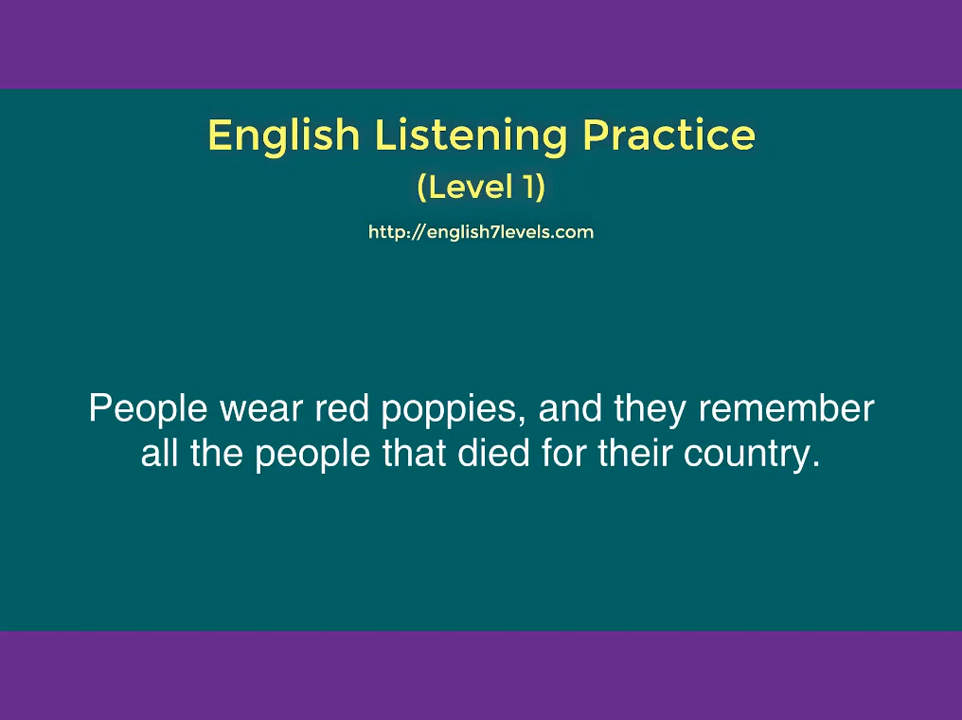 English Listening Practice
(Level 1)
http://english7levels.com
People wear red poppies, and they remember
all the people that died for their country.